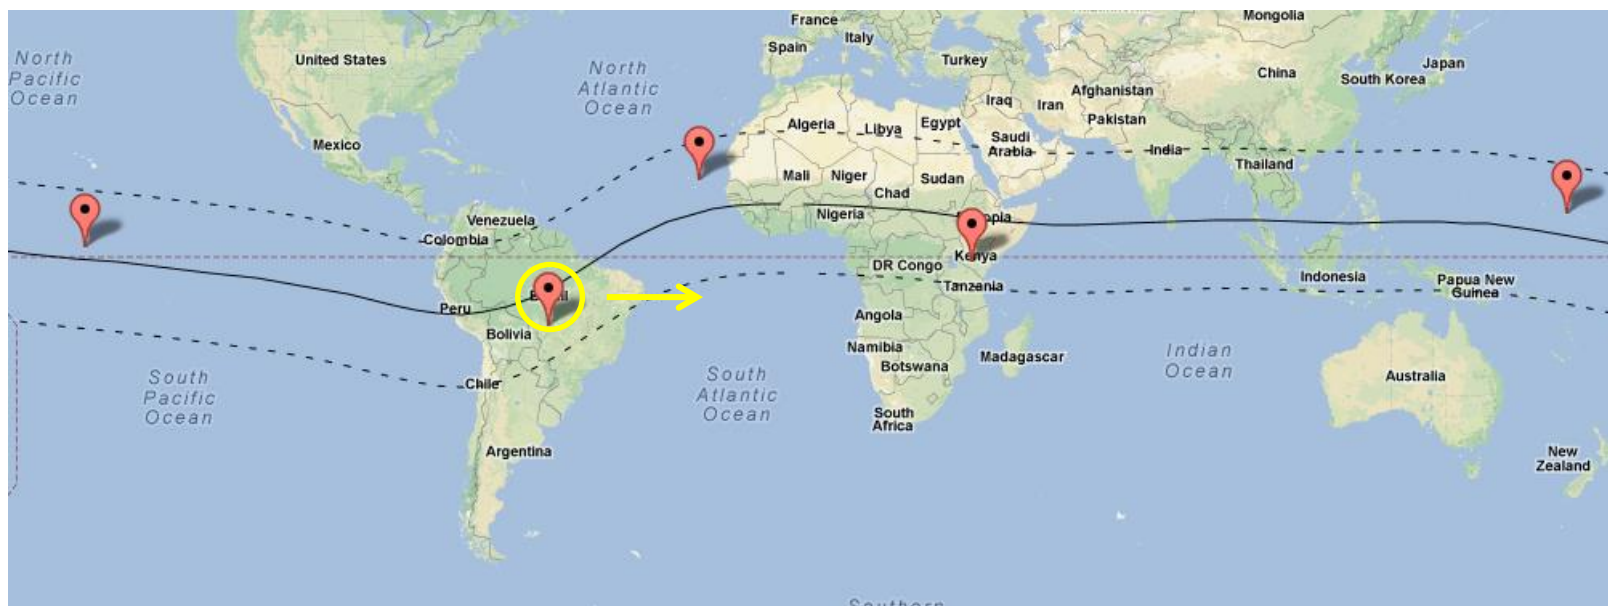 Mongolia
France
North
Pacific
Ocean
United States
Spain
Italy
Turkey
North
Atlantic
Ocean
China
Japan
South Korea
Afghanistan
Iraq
Iran
Pakistan
Algeria
Libya
Egypt
Saudi
Arabia
Mexico
India
Thailand
Mali
Niger
Sudan
Chad
Venezuela
Nigeria
Colombia
Kenya
DR Congo
Indonesia
Papua New
Guinea
Tanzania
Peru
Angola
Bolivia
Namibia
Madagascar
Indian
Ocean
Botswana
South
Pacific
Ocean
Chile
South
Atlantic
Ocean
Australia
South
Africa
Argentina
New
Zealand